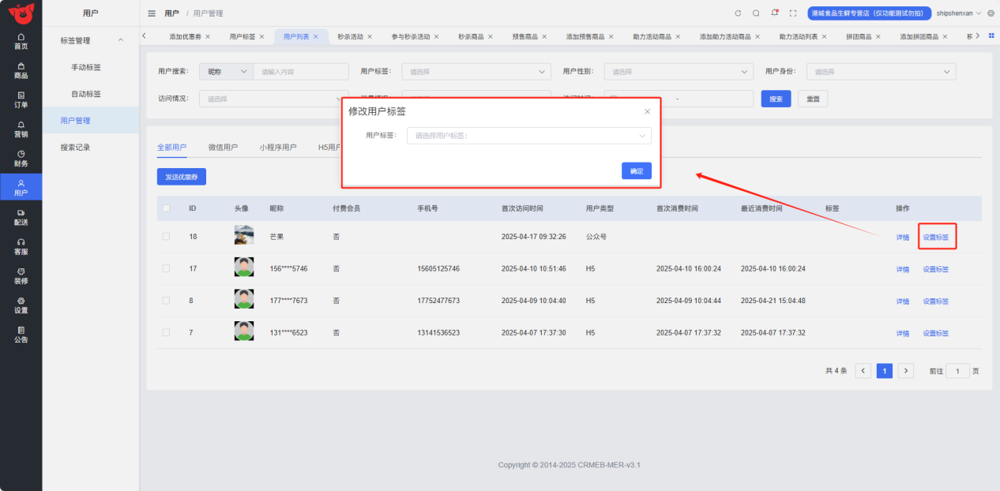 用户
用户 / 用户管理
港城食品生鲜专营店（仅功能测试勿拍）
shipshenxan
首页
商品
订单
营销
财务
用户
配送
客服
装修
设置
公告
标签管理
手动标签
自动标签
用户管理
搜索记录
添加优惠券 × 用户标签 × 用户列表 × 秒杀活动 × 参与秒杀活动 × 秒杀商品 × 预售商品 × 添加预售商品 × 助力活动商品 × 添加助力活动商品 × 助力活动列表 × 拼团商品 × 添加拼团商品 ×
用户搜索： 昵称 请输入内容 用户标签： 请选择 用户性别： 请选择 用户身份： 请选择
访问情况： 请选择 - 搜索 重置
修改用户标签 ×
用户标签： 请选择用户标签：
确定
全部用户 微信用户 小程序用户 H5用户
发送优惠券
ID 头像 昵称 付费会员 手机号 首次访问时间 用户类型 首次消费时间 最近消费时间 标签 操作
18 芒果 否 2025-04-17 09:32:26 公众号 详情 设置标签
17 156****5746 否 15605125746 2025-04-10 10:51:46 H5 2025-04-10 16:00:24 2025-04-10 16:00:24 详情 设置标签
8 177****7673 否 17752477673 2025-04-09 10:04:40 H5 2025-04-09 10:04:44 2025-04-21 15:04:48 详情 设置标签
7 131****6523 否 13141536523 2025-04-07 17:37:30 H5 2025-04-07 17:37:32 2025-04-07 17:37:32 详情 设置标签
共 4 条 1 前往 1 页
Copyright © 2014-2025 CRMEB-MER-v3.1